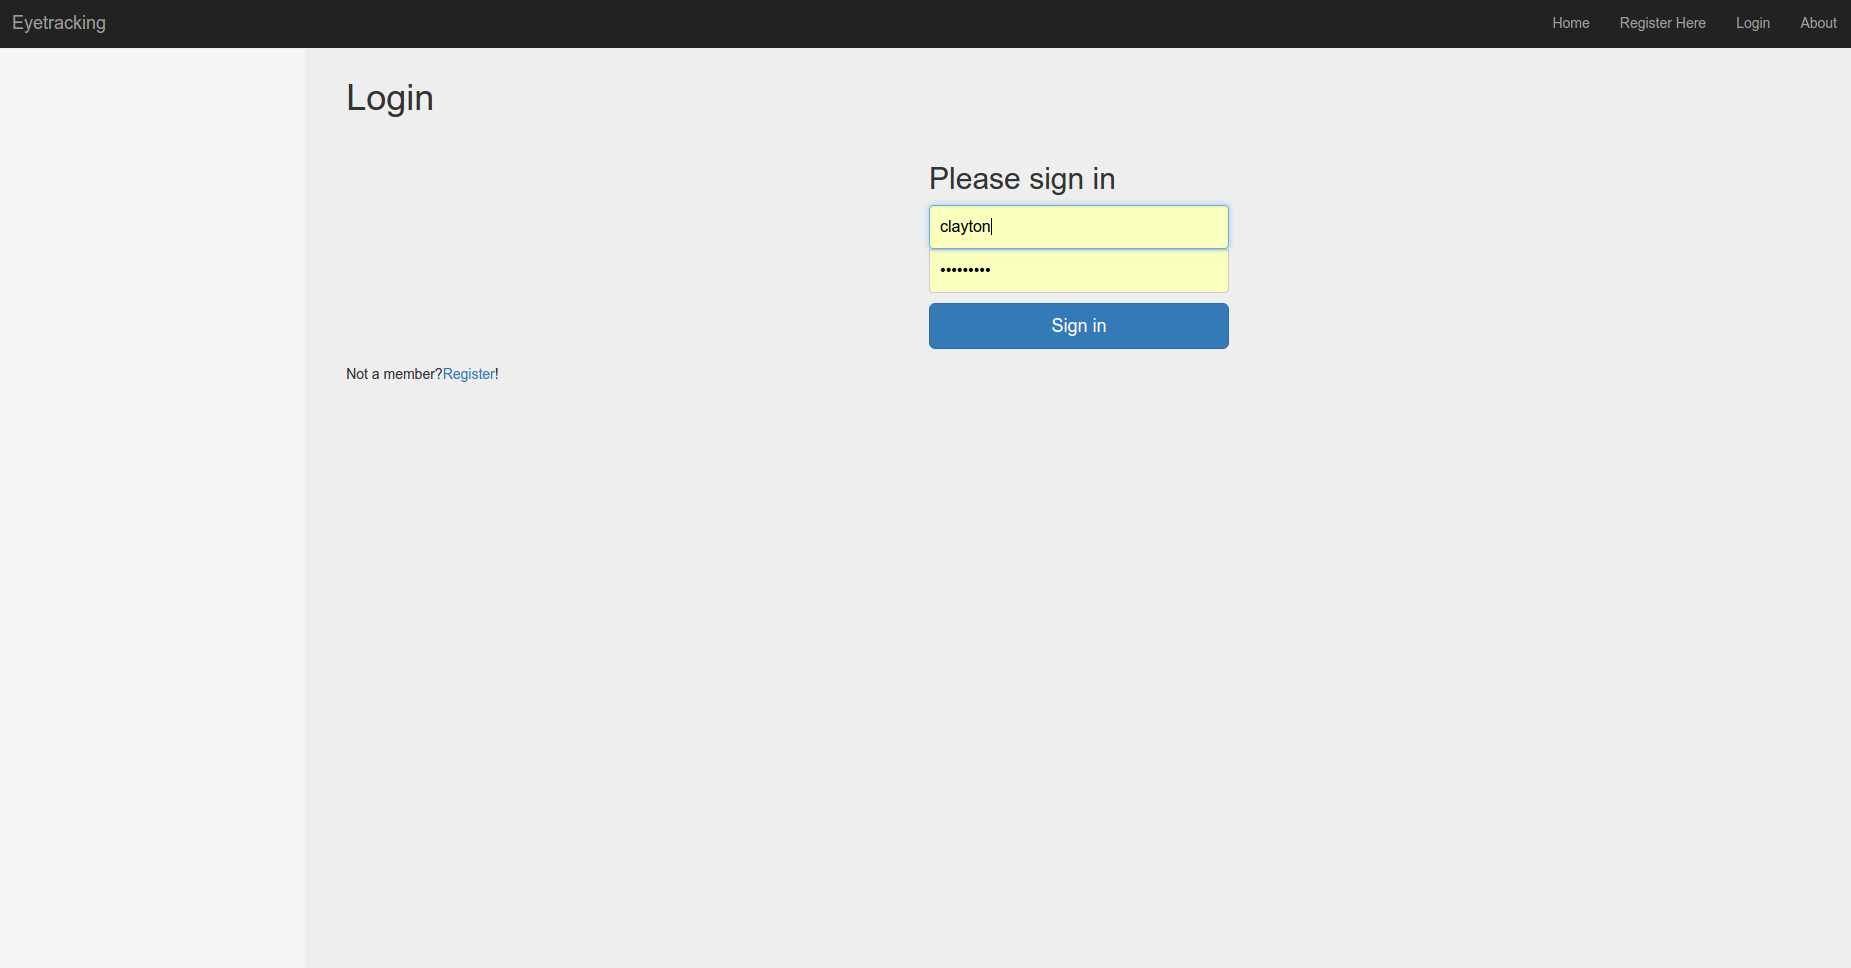 Eyetracking Home Register Here Login About
Login
Please sign in
clayton
•••••••••
Sign in
Not a member?Register!